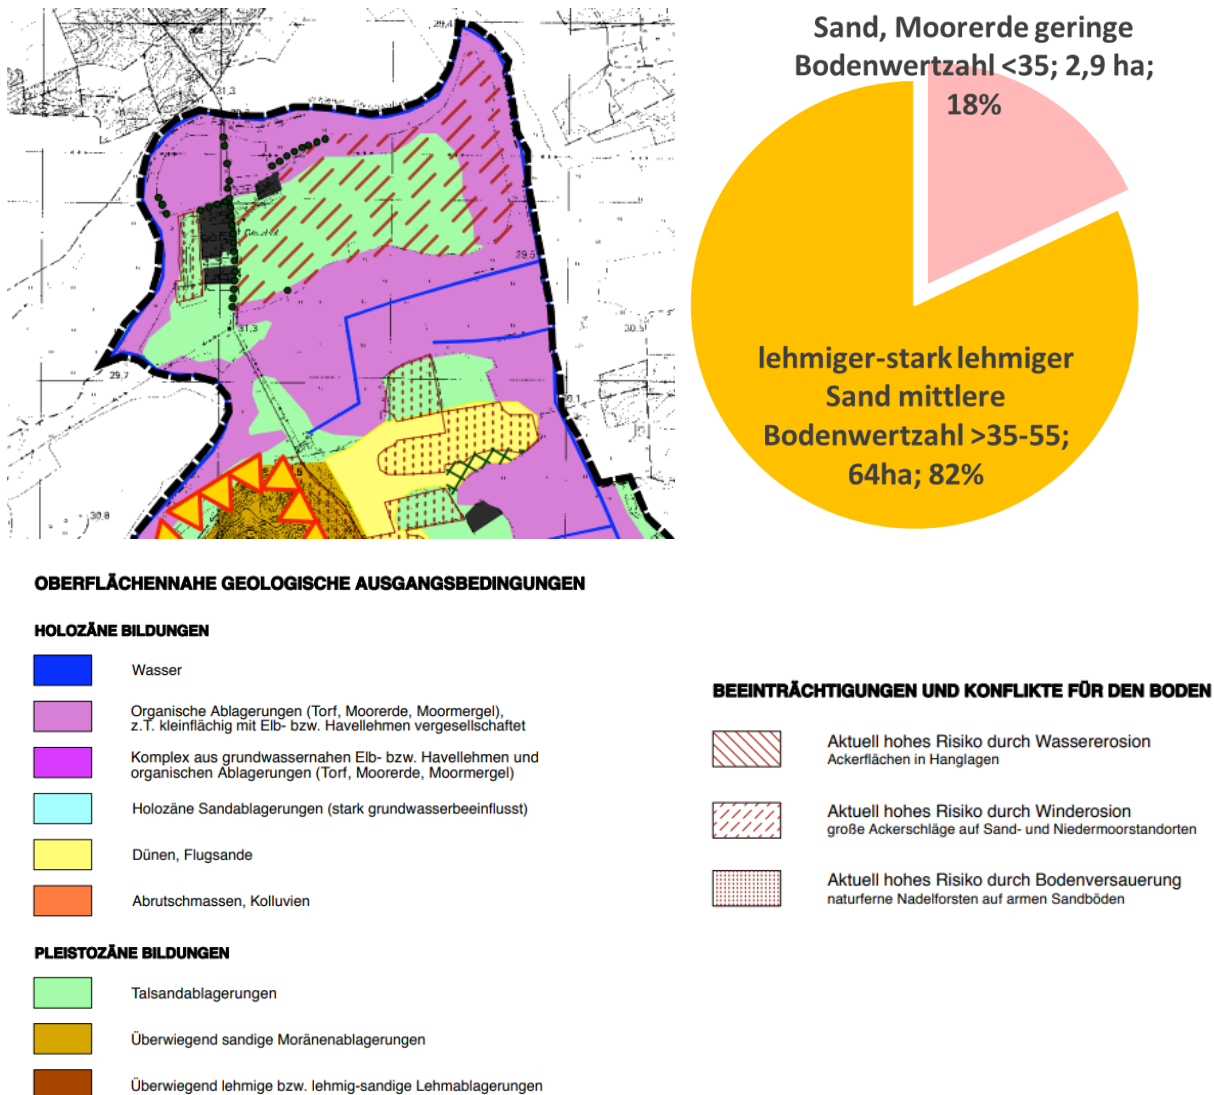 29,4
31,3
29,5
31,3
30,5
29,7
30,8
Sand, Moorerde geringe
Bodenwertzahl <35; 2,9 ha;
18%
lehmiger-stark lehmiger
Sand mittlere
Bodenwertzahl >35-55;
64ha; 82%
OBERFLÄCHENNAHE GEOLOGISCHE AUSGANGSBEDINGUNGEN
HOLOZÄNE BILDUNGEN
Wasser
Organische Ablagerungen (Torf, Moorerde, Moormergel),
z.T. kleinflächig mit Elb- bzw. Havellehmen vergesellschaftet
Komplex aus grundwassernahen Elb- bzw. Havellehmen und
organischen Ablagerungen (Torf, Moorerde, Moormergel)
Holozäne Sandablagerungen (stark grundwasserbeeinflusst)
Dünen, Flugsande
Abrutschmassen, Kolluvien
PLEISTOZÄNE BILDUNGEN
Talsandablagerungen
Überwiegend sandige Moränenablagerungen
Überwiegend lehmige bzw. lehmig-sandige Lehmablagerungen
BEEINTRÄCHTIGUNGEN UND KONFLIKTE FÜR DEN BODEN
Aktuell hohes Risiko durch Wassererosion
Ackerflächen in Hanglagen
Aktuell hohes Risiko durch Winderosion
große Ackerschläge auf Sand- und Niedermoorstandorten
Aktuell hohes Risiko durch Bodenversauerung
naturferne Nadelforsten auf armen Sandböden